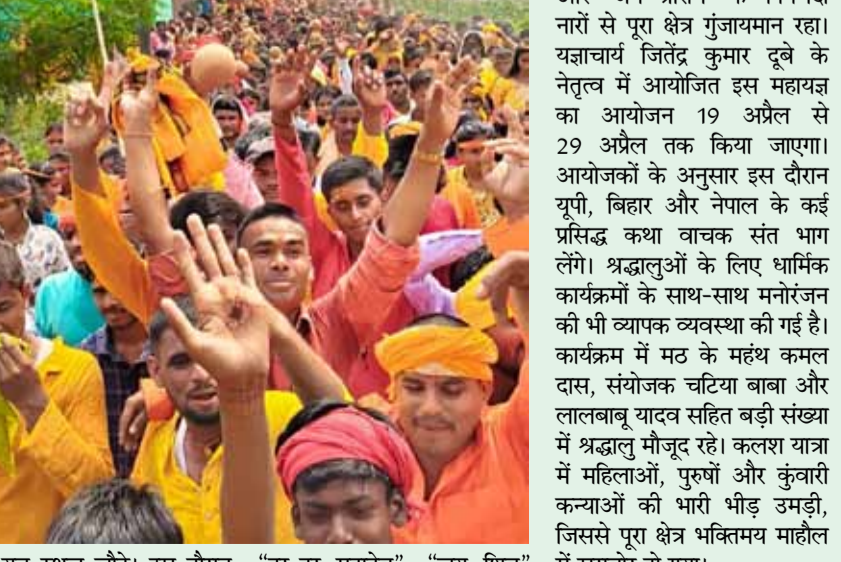 नारों से पूरा क्षेत्र गुंजायमान रहा।
यज्ञाचार्य जितेंद्र कुमार दूबे के
नेतृत्व में आयोजित इस महायज्ञ
का आयोजन 19 अप्रैल से
29 अप्रैल तक किया जाएगा।
आयोजकों के अनुसार इस दौरान
यूपी, बिहार और नेपाल के कई
प्रसिद्ध कथा वाचक संत भाग
लेंगे। श्रद्धालुओं के लिए धार्मिक
कार्यक्रमों के साथ-साथ मनोरंजन
की भी व्यापक व्यवस्था की गई है।
कार्यक्रम में मठ के महंथ कमल
दास, संयोजक चटिया बाबा और
लालबाबू यादव सहित बड़ी संख्या
में श्रद्धालु मौजूद रहे। कलश यात्रा
में महिलाओं, पुरुषों और कुंवारी
कन्याओं की भारी भीड़ उमड़ी,
जिससे पूरा क्षेत्र भक्तिमय माहौल